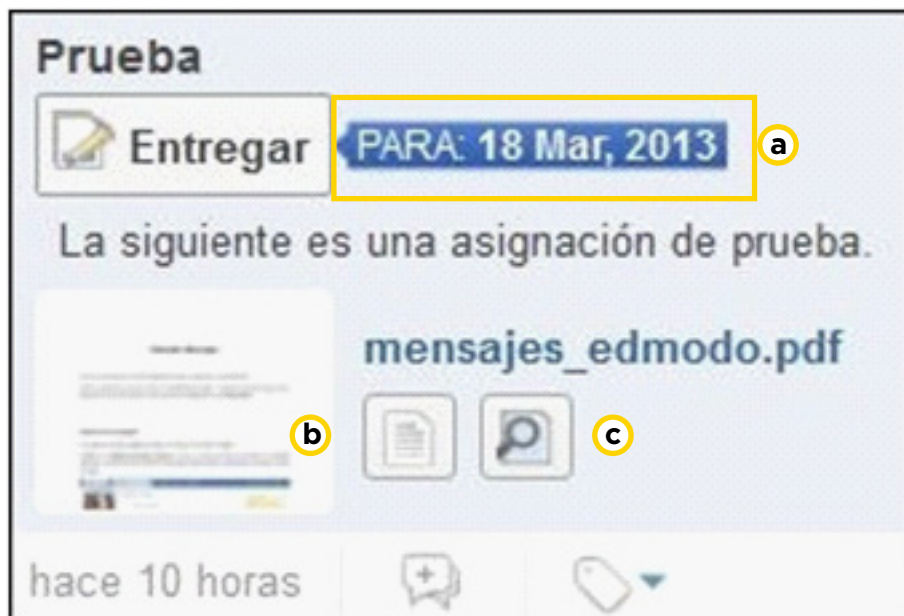 Prueba
Entregar PARA: 18 Mar, 2013 a
La siguiente es una asignación de prueba.
mensajes_edmodo.pdf
b c
hace 10 horas